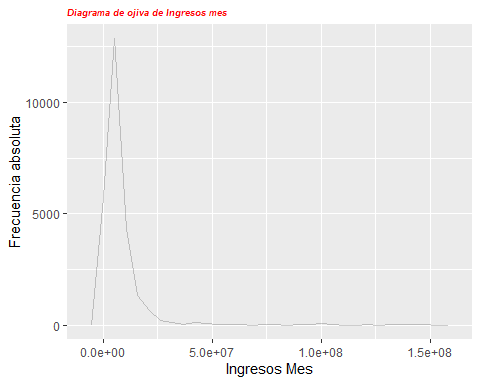 Diagrama de ojiva de Ingresos mes
Frecuencia absoluta
10000
5000
0
0.0e+00
5.0e+07
1.0e+08
1.5e+08
Ingresos Mes